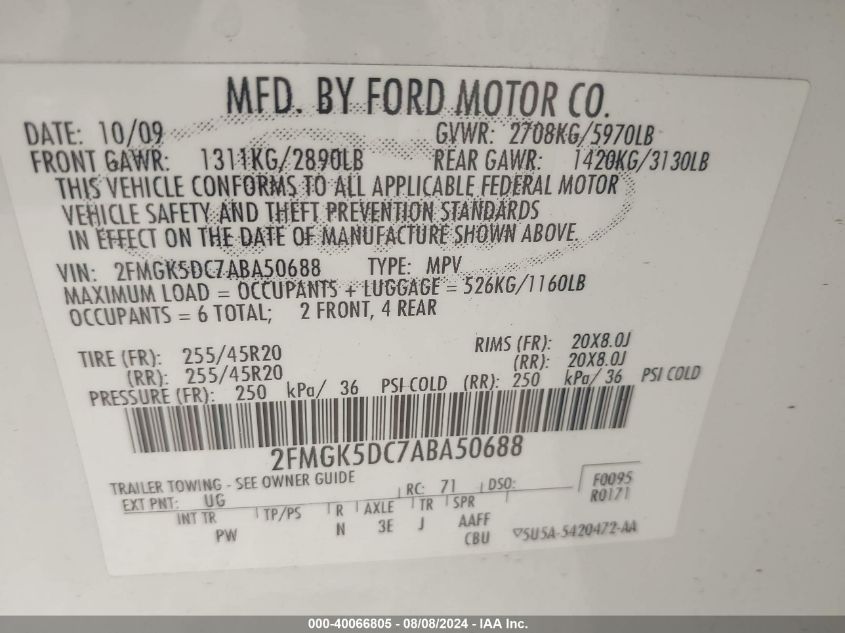 MFD. BY FORD MOTOR CO.
DATE: 10/09 GVWR: 2708KG/5970LB
FRONT GAWR: 1311KG/2890LB REAR GAWR: 1420KG/3130LB
THIS VEHICLE CONFORMS TO ALL APPLICABLE FEDERAL MOTOR
VEHICLE SAFETY AND THEFT PREVENTION STANDARDS
IN EFFECT ON THE DATE OF MANUFACTURE SHOWN ABOVE.
VIN: 2FMGK5DC7ABA50688 TYPE: MPV
MAXIMUM LOAD = OCCUPANTS + LUGGAGE = 526KG/1160LB
OCCUPANTS = 6 TOTAL; 2 FRONT, 4 REAR
TIRE (FR): 255/45R20 RIMS (FR): 20X8.0J
(RR): 255/45R20 (RR): 20X8.0J
PRESSURE (FR): 250 kPa/ 36 PSI COLD (RR): 250 kPa/ 36 PSI COLD
2FMGK5DC7ABA50688
TRAILER TOWING - SEE OWNER GUIDE F0095
EXT PNT: UG RC: 71 DSO: R0171
INT TR TP/PS R AXLE TR SPR
PW N 3E J AAFF
CBU 5U5A-5420472-AA
000-40066805 - 08/08/2024 - IAA Inc.